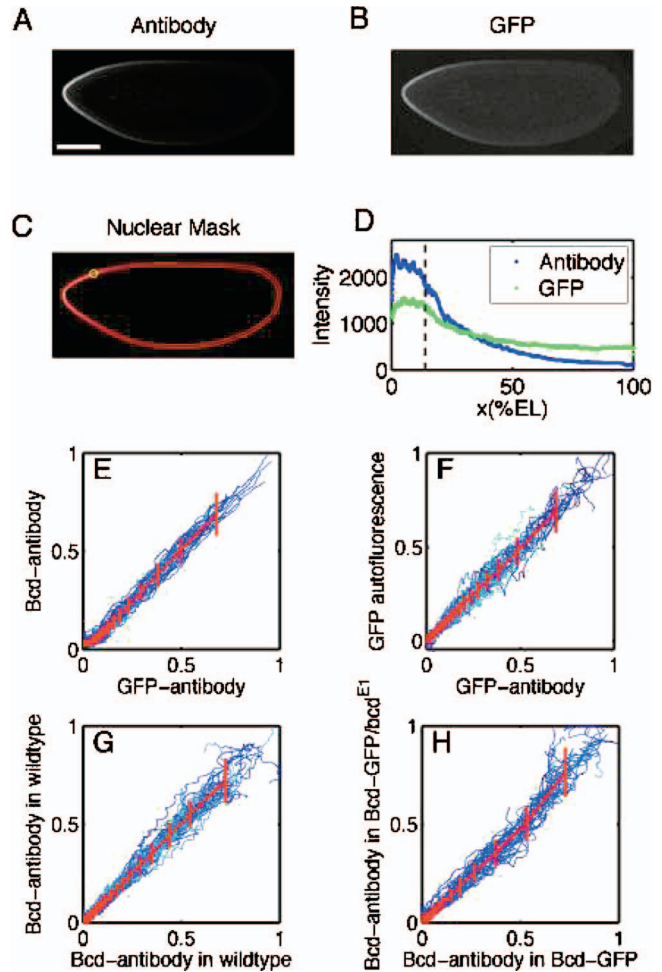 A Antibody
B GFP
C Nuclear Mask
D
Antibody
GFP
Intensity
2000
1000
0
0 50 100
x(%EL)
E
Bcd-antibody
1
0.5
0
0 0.5 1
GFP-antibody
F
GFP autofluorescence
1
0.5
0
0 0.5 1
GFP-antibody
G
Bcd-antibody in wildtype
1
0.5
0
0 0.5 1
Bcd-antibody in wildtype
H
Bcd-antibody in Bcd-GFP/bcd^E1
1
0.5
0
0 0.5 1
Bcd-antibody in Bcd-GFP